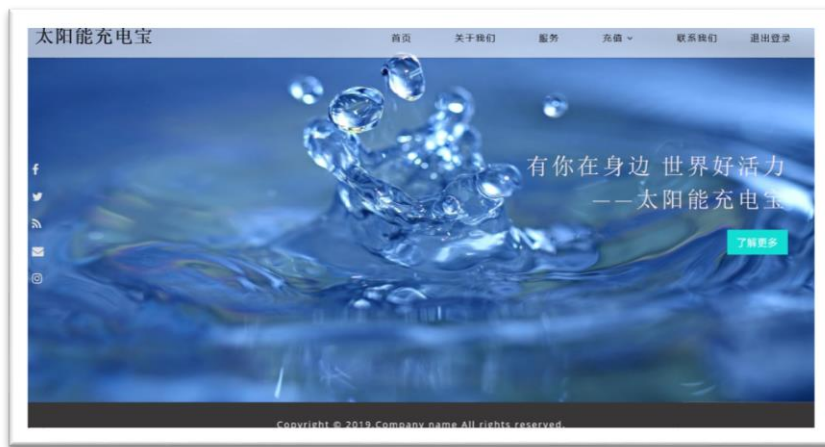 太阳能充电宝
首页 关于我们 服务 充值 联系我们 退出登录
有你在身边 世界好活力
——太阳能充电宝
了解更多
Copyright © 2019.Company name All rights reserved.